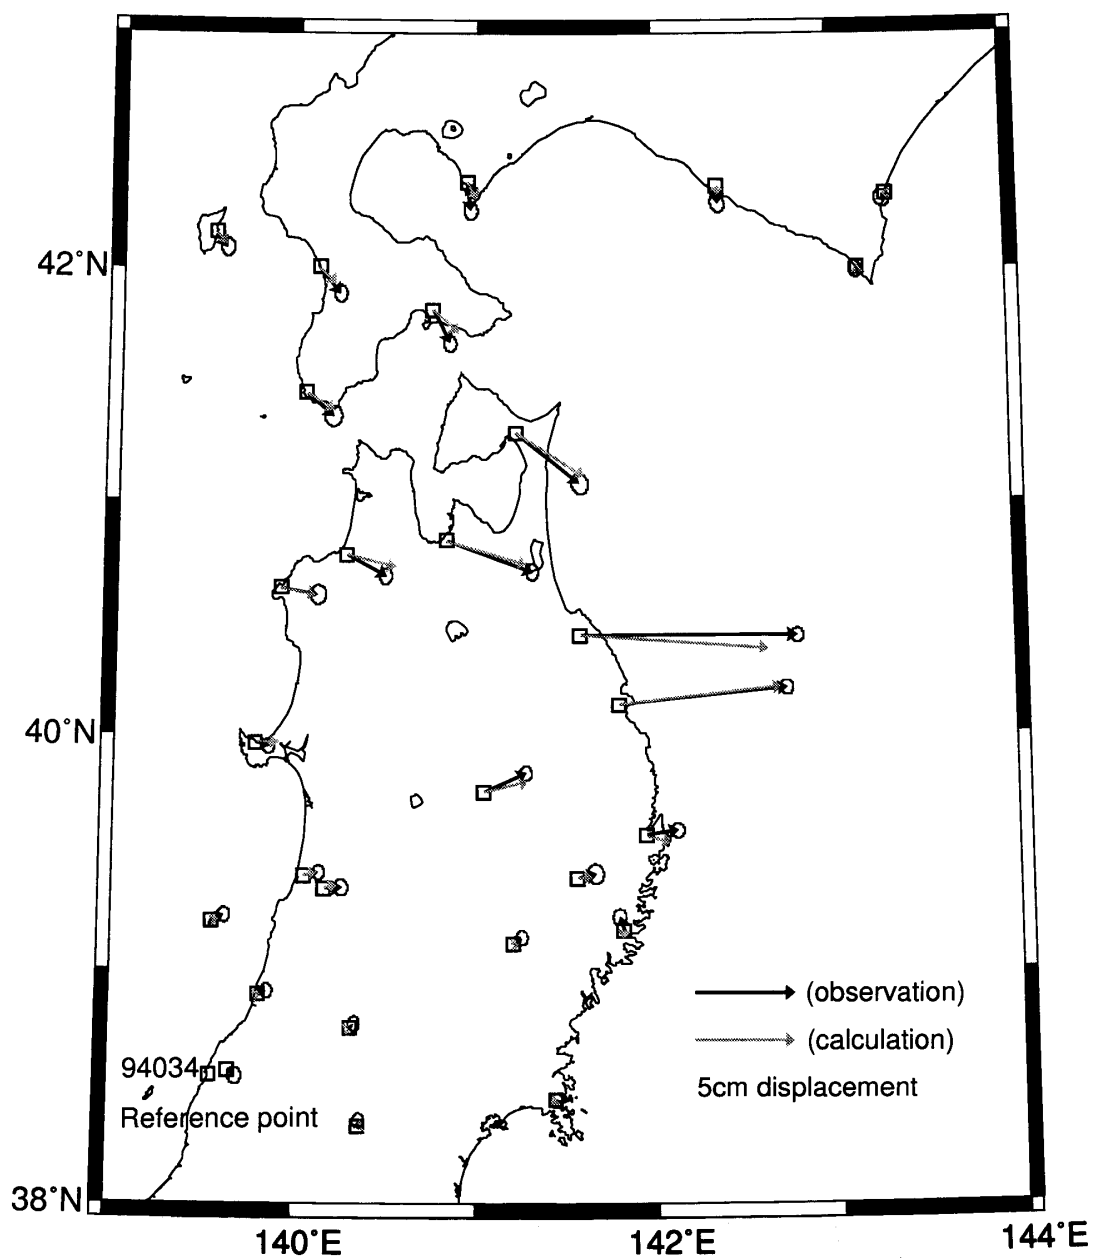 42°N
40°N
(observation)
(calculation)
94034
5cm displacement
Reference point
38°N
140°E
142°E
144°E